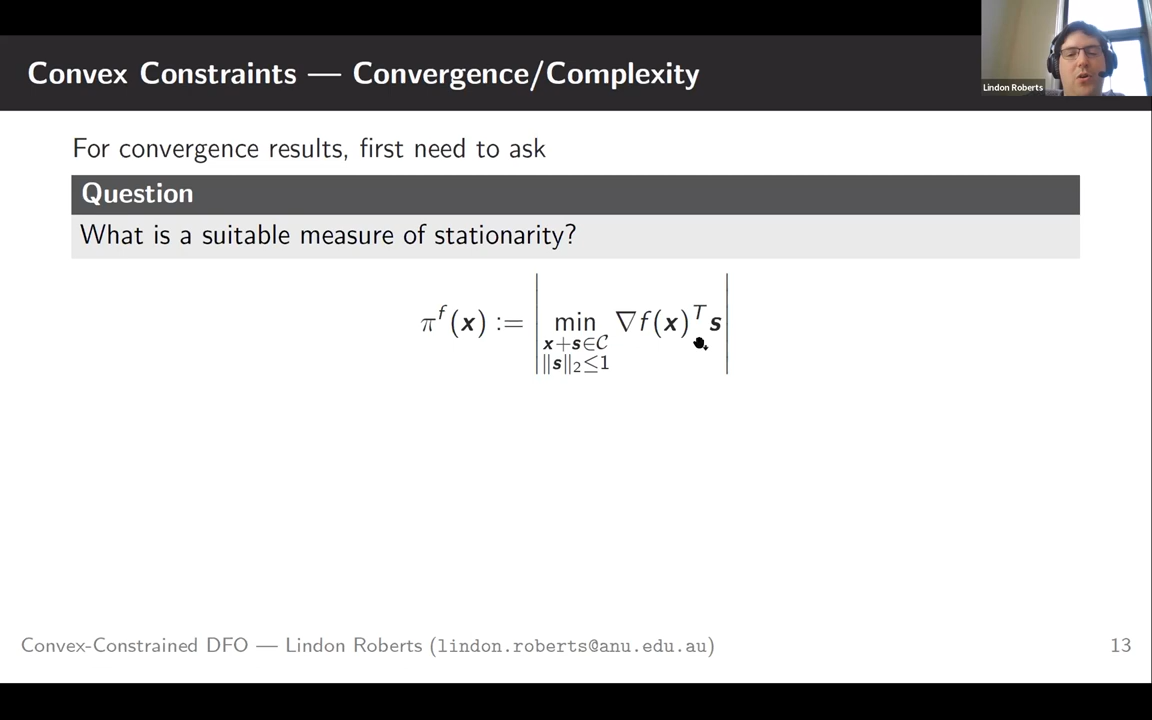 Convex Constraints — Convergence/Complexity
Lindon Roberts
For convergence results, first need to ask
Question
What is a suitable measure of stationarity?
π^f(x) := | min_{x+s∈C, ‖s‖₂≤1} ∇f(x)^T s |
Convex-Constrained DFO — Lindon Roberts (lindon.roberts@anu.edu.au)
13